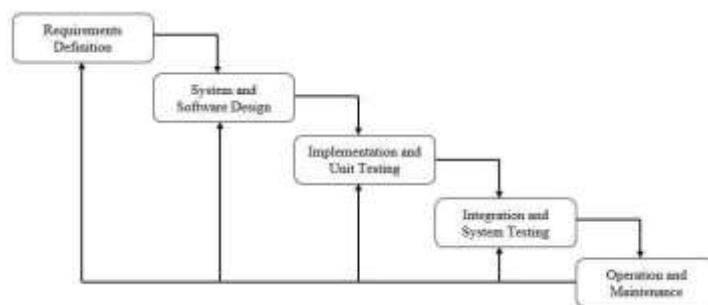 Requirements
Definition
System and
Software Design
Implementation and
Unit Testing
Integration and
System Testing
Operation and
Maintenance